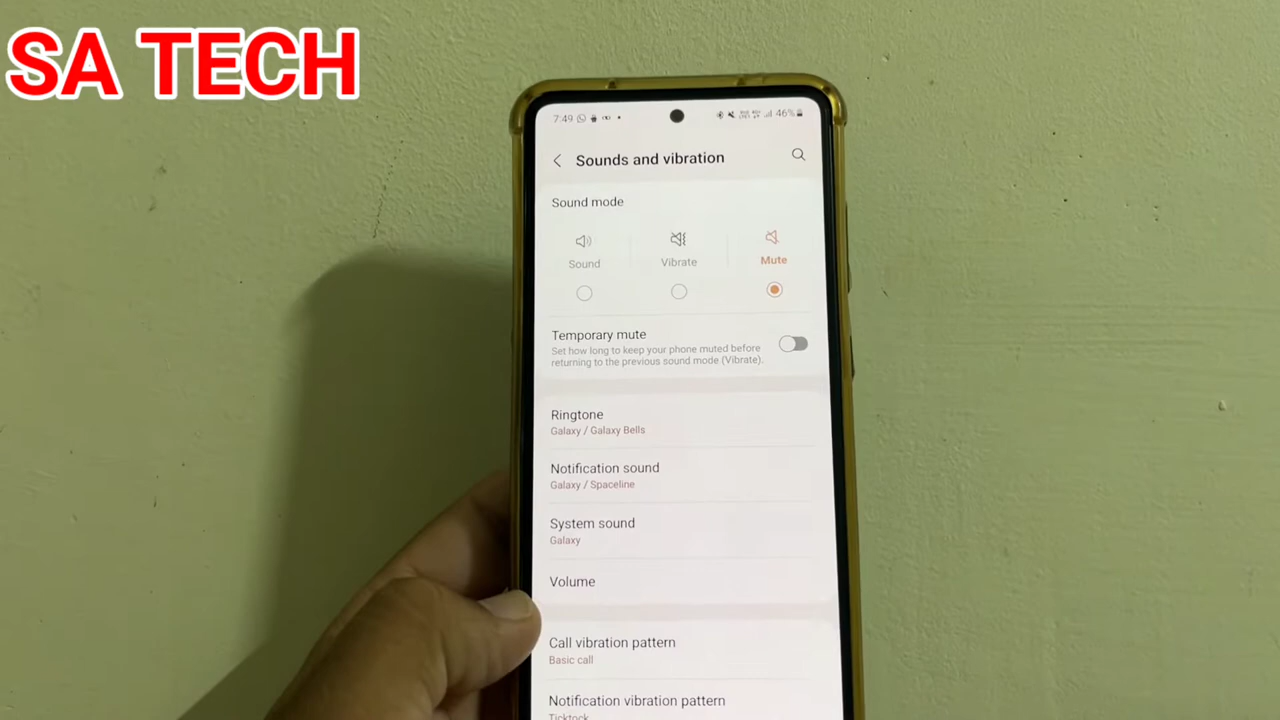 SA TECH
7:49
46%
Sounds and vibration
Sound mode
Sound
Vibrate
Mute
Temporary mute
Set how long to keep your phone muted before
returning to the previous sound mode (Vibrate).
Ringtone
Galaxy / Galaxy Bells
Notification sound
Galaxy / Spaceline
System sound
Galaxy
Volume
Call vibration pattern
Basic call
Notification vibration pattern
Ticktock